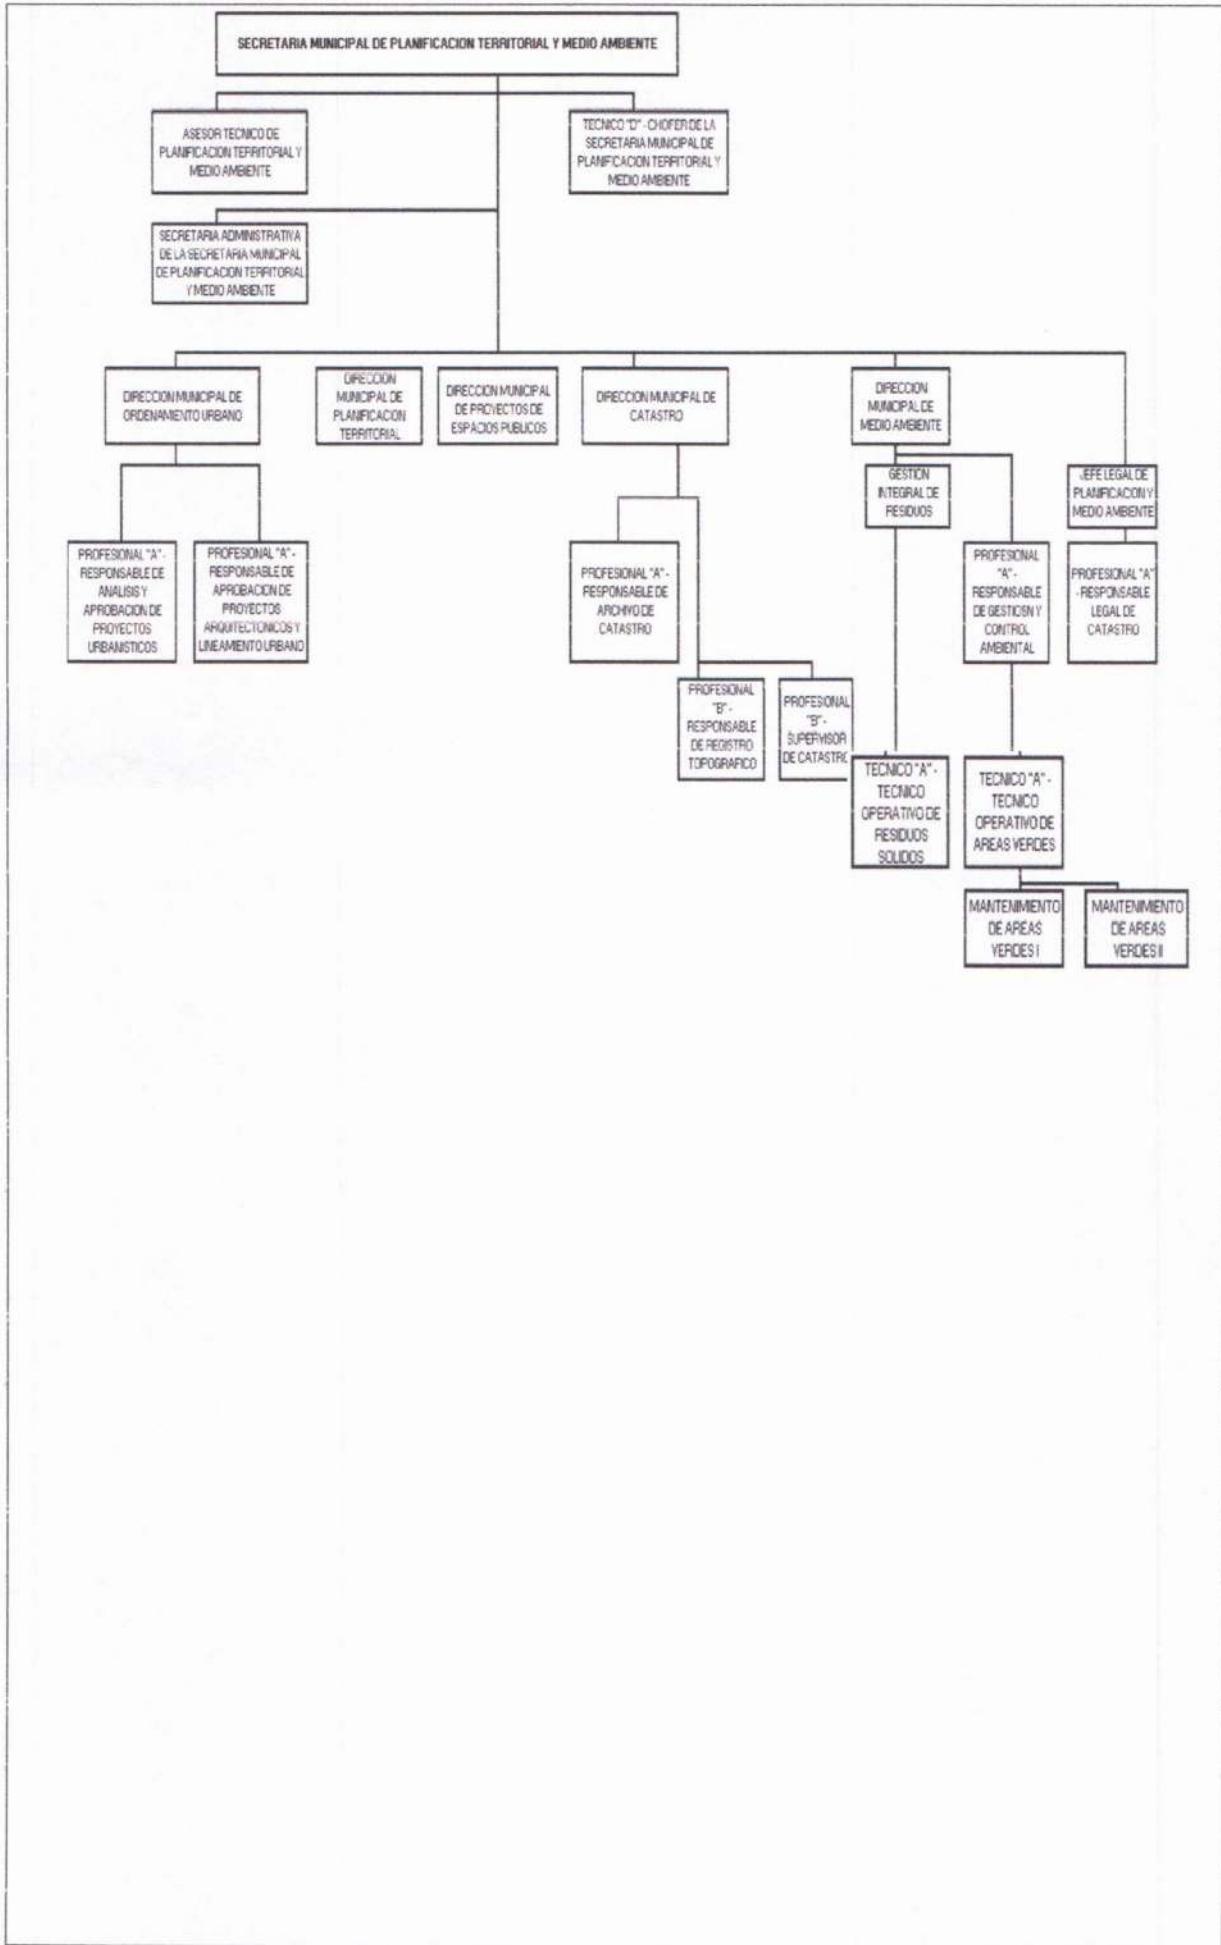 SECRETARIA MUNICIPAL DE PLANIFICACION TERRITORIAL Y MEDIO AMBIENTE
ASESOR TECNICO DE
PLANIFICACION TERRITORIAL Y
MEDIO AMBIENTE
TECNICO "D" - CHOFER DE LA
SECRETARIA MUNICIPAL DE
PLANIFICACION TERRITORIAL Y
MEDIO AMBIENTE
SECRETARIA ADMINISTRATIVA
DE LA SECRETARIA MUNICIPAL
DE PLANIFICACION TERRITORIAL
Y MEDIO AMBIENTE
DIRECCION MUNICIPAL DE
ORDENAMIENTO URBANO
DIRECCION
MUNICIPAL DE
PLANIFICACION
TERRITORIAL
DIRECCION MUNICIPAL
DE PROYECTOS DE
ESPACIOS PUBLICOS
DIRECCION MUNICIPAL DE
CATASTRO
DIRECCION
MUNICIPAL DE
MEDIO AMBIENTE
GESTION
INTEGRAL DE
RESIDUOS
JEFE LEGAL DE
PLANIFICACION Y
MEDIO AMBIENTE
PROFESIONAL "A" -
RESPONSABLE DE
ANALISIS Y
APROBACION DE
PROYECTOS
URBANISTICOS
PROFESIONAL "A" -
RESPONSABLE DE
APROBACION DE
PROYECTOS
ARQUITECTONICOS Y
LINEAMIENTO URBANO
PROFESIONAL "A" -
RESPONSABLE DE
ARCHIVO DE
CATASTRO
PROFESIONAL
"A" -
RESPONSABLE
DE GESTIOSN Y
CONTROL
AMBIENTAL
PROFESIONAL "A"
- RESPONSABLE
LEGAL DE
CATASTRO
PROFESIONAL
"B" -
RESPONSABLE
DE REGISTRO
TOPOGRAFICO
PROFESIONAL
"B" -
SUPERVISOR
DE CATASTRO
TECNICO "A" -
TECNICO
OPERATIVO DE
RESIDUOS
SOLIDOS
TECNICO "A" -
TECNICO
OPERATIVO DE
AREAS VERDES
MANTENIMIENTO
DE AREAS
VERDES I
MANTENIMIENTO
DE AREAS
VERDES II